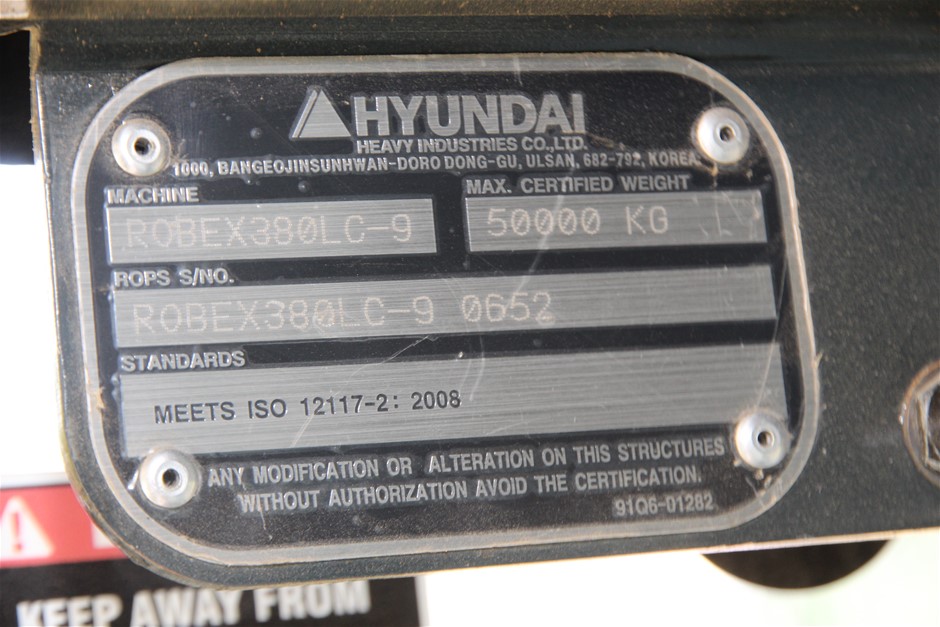 HYUNDAI
HEAVY INDUSTRIES CO.,LTD.
1000, BANGEOJINSUNHWAN-DORO DONG-GU, ULSAN, 682-792, KOREA
MACHINE
MAX. CERTIFIED WEIGHT
ROBEX380LC-9
50000 KG
ROPS S/NO.
ROBEX380LC-9 0652
STANDARDS
MEETS ISO 12117-2: 2008
ANY MODIFICATION OR ALTERATION ON THIS STRUCTURES
WITHOUT AUTHORIZATION AVOID THE CERTIFICATION.
91Q6-01282
KEEP AWAY FROM